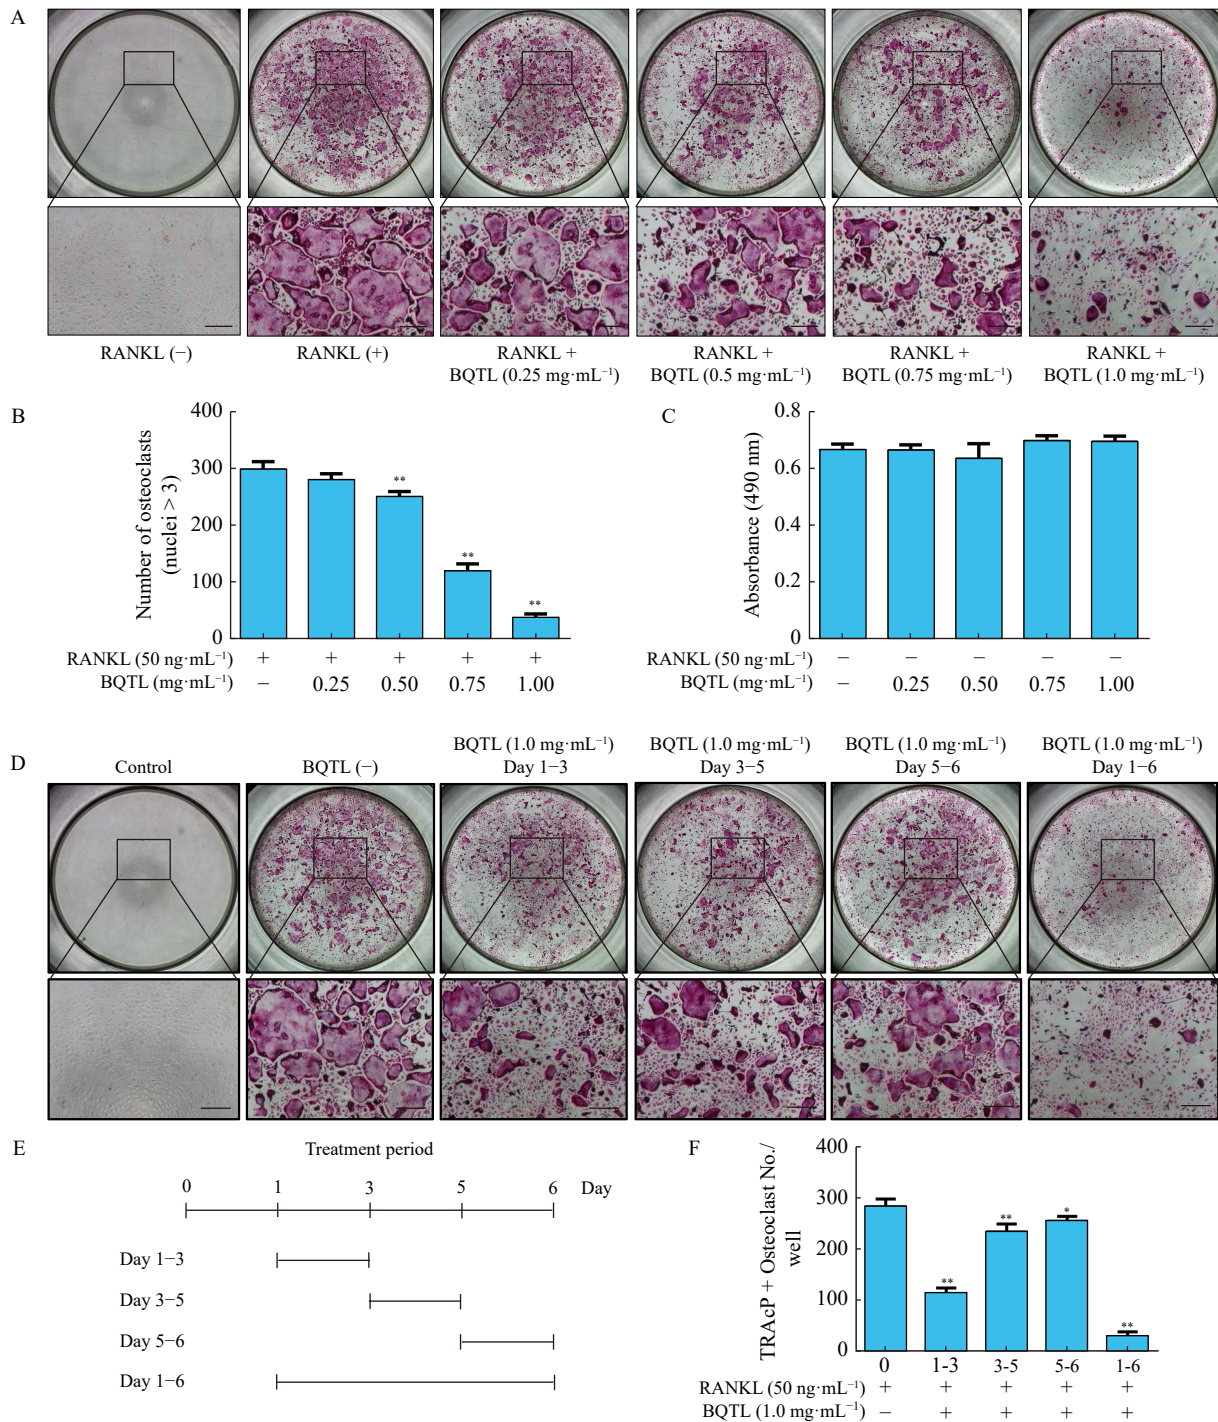 A
RANKL (−)
RANKL (+)
RANKL +
BQTL (0.25 mg·mL⁻¹)
RANKL +
BQTL (0.5 mg·mL⁻¹)
RANKL +
BQTL (0.75 mg·mL⁻¹)
RANKL +
BQTL (1.0 mg·mL⁻¹)
B
Number of osteoclasts
(nuclei > 3)
400
300
200
100
0
**
**
**
RANKL (50 ng·mL⁻¹) + + + + +
BQTL (mg·mL⁻¹) − 0.25 0.50 0.75 1.00
C
Absorbance (490 nm)
0.8
0.6
0.4
0.2
0
RANKL (50 ng·mL⁻¹) − − − − −
BQTL (mg·mL⁻¹) − 0.25 0.50 0.75 1.00
D
Control
BQTL (−)
BQTL (1.0 mg·mL⁻¹)
Day 1−3
BQTL (1.0 mg·mL⁻¹)
Day 3−5
BQTL (1.0 mg·mL⁻¹)
Day 5−6
BQTL (1.0 mg·mL⁻¹)
Day 1−6
E
Treatment period
0 1 3 5 6 Day
Day 1−3
Day 3−5
Day 5−6
Day 1−6
F
TRAcP + Osteoclast No./
well
400
300
200
100
0
**
**
*
**
0 1-3 3-5 5-6 1-6
RANKL (50 ng·mL⁻¹) + + + + +
BQTL (1.0 mg·mL⁻¹) − + + + +